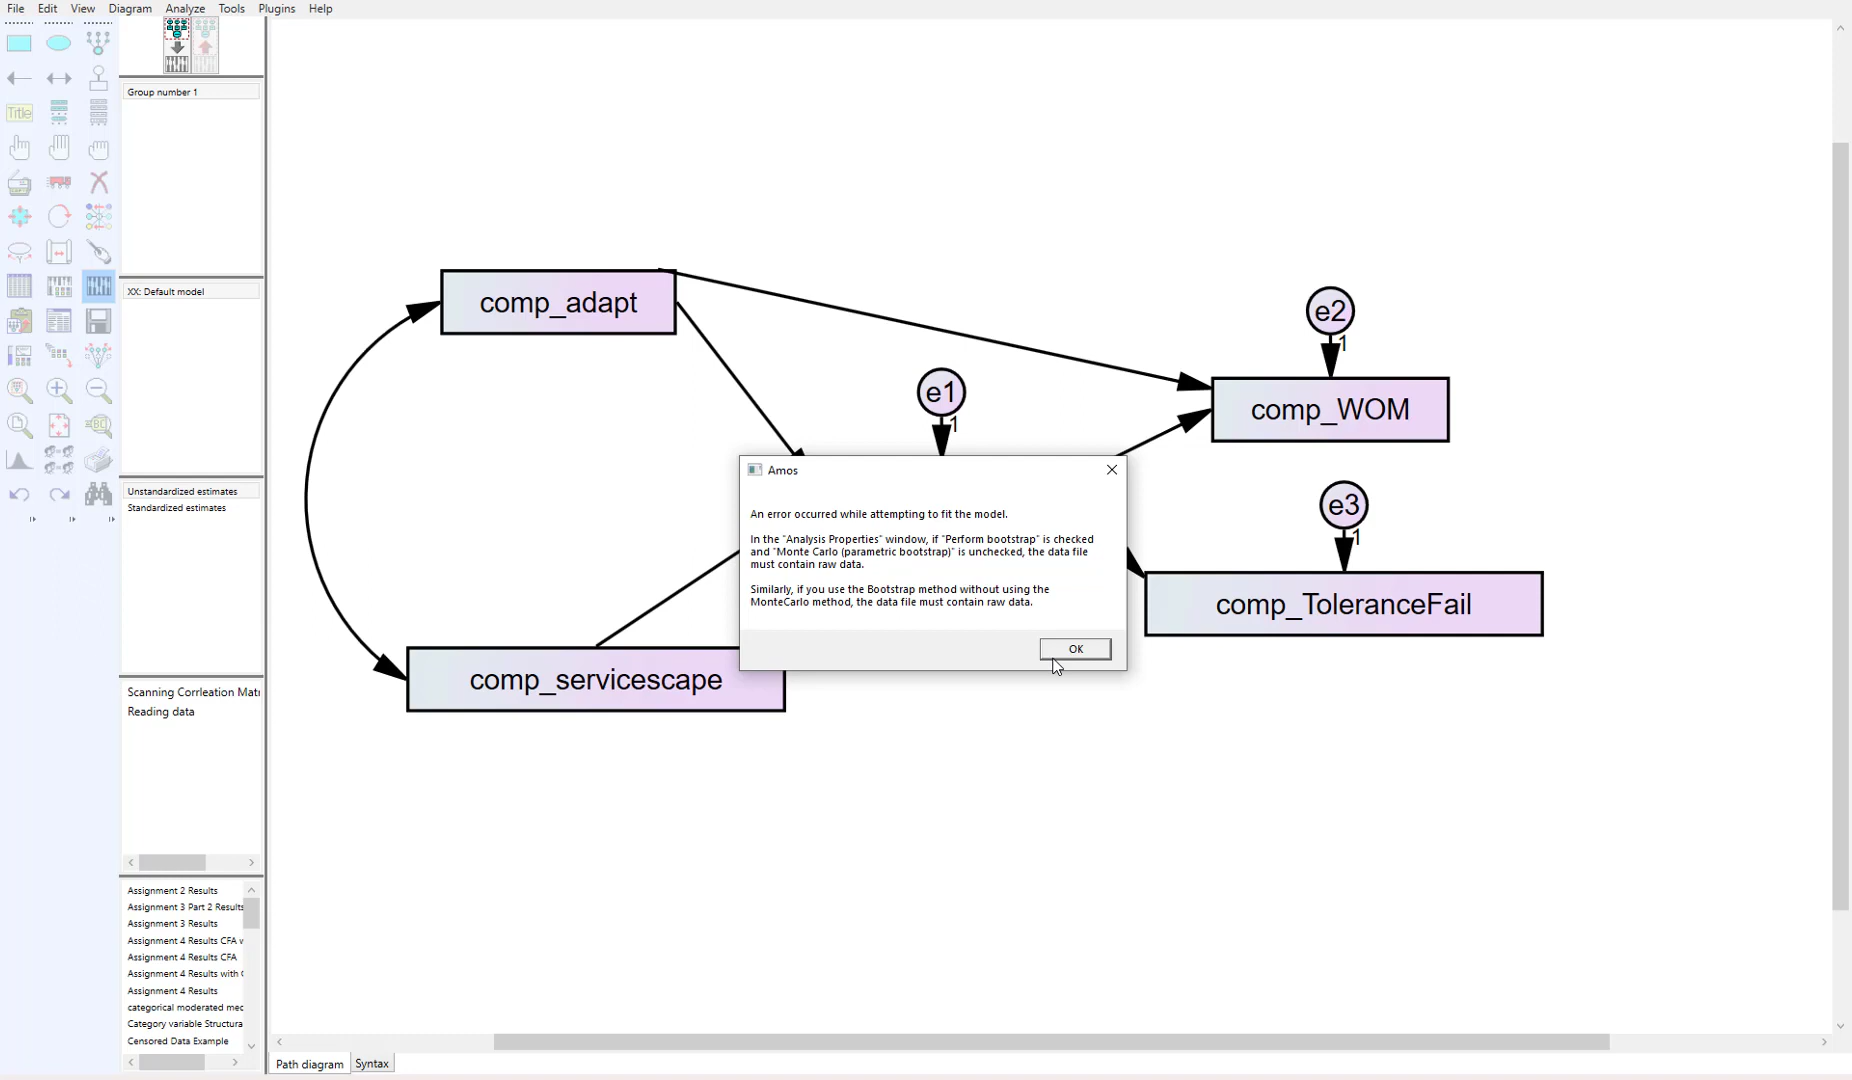 File Edit View Diagram Analyze Tools Plugins Help
Title
Group number 1
XX: Default model
Unstandardized estimates
Standardized estimates
Scanning Corrleation Matr
Reading data
Assignment 2 Results
Assignment 3 Part 2 Results
Assignment 3 Results
Assignment 4 Results CFA w
Assignment 4 Results CFA
Assignment 4 Results with C
Assignment 4 Results
categorical moderated med
Category variable Structura
Censored Data Example
comp_adapt
e2
1
e1
1
comp_WOM
Amos
An error occurred while attempting to fit the model.
In the "Analysis Properties" window, if "Perform bootstrap" is checked
and "Monte Carlo (parametric bootstrap)" is unchecked, the data file
must contain raw data.
Similarly, if you use the Bootstrap method without using the
MonteCarlo method, the data file must contain raw data.
OK
e3
1
comp_ToleranceFail
comp_servicescape
Path diagram Syntax